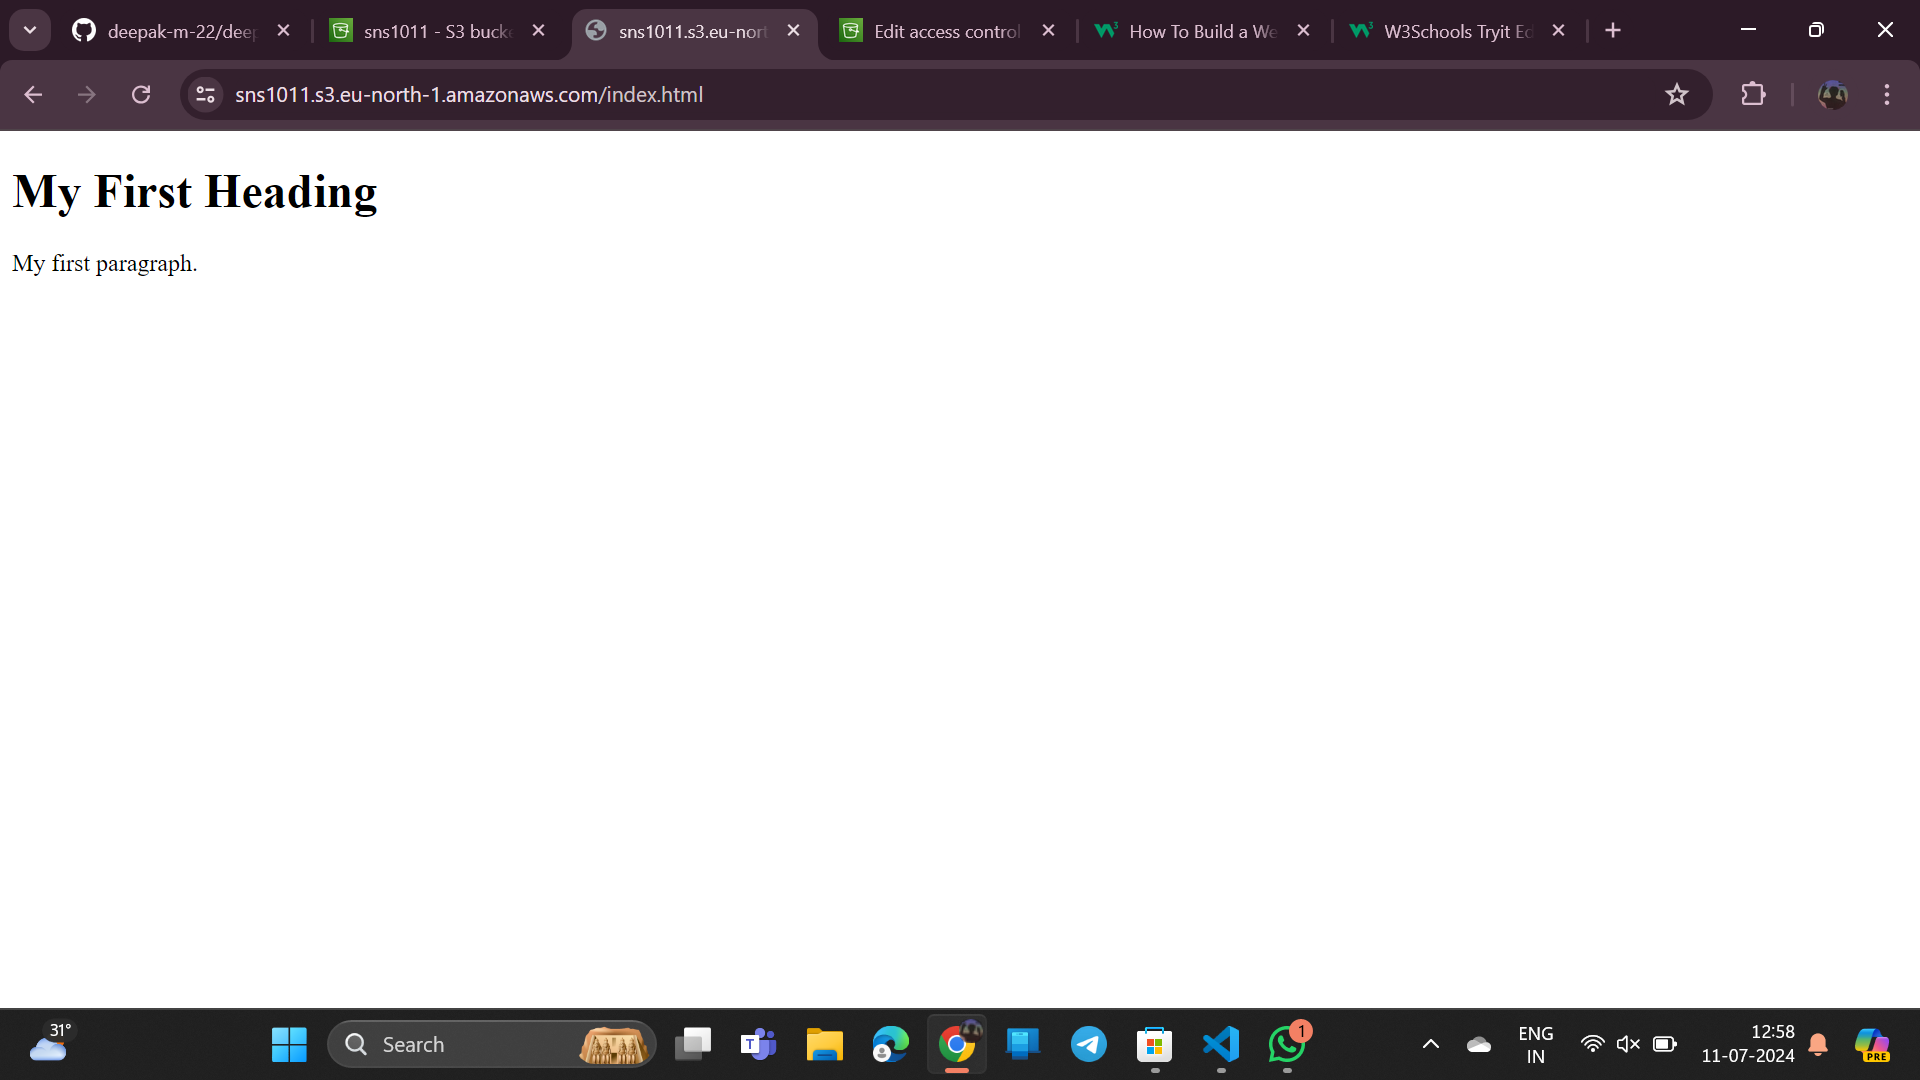 deepak-m-22/deep
sns1011 - S3 bucke
sns1011.s3.eu-nort
Edit access control
How To Build a We
W3Schools Tryit Ed
sns1011.s3.eu-north-1.amazonaws.com/index.html
My First Heading
My first paragraph.
31°
Search
T
1
ENG
IN
12:58
11-07-2024
PRE